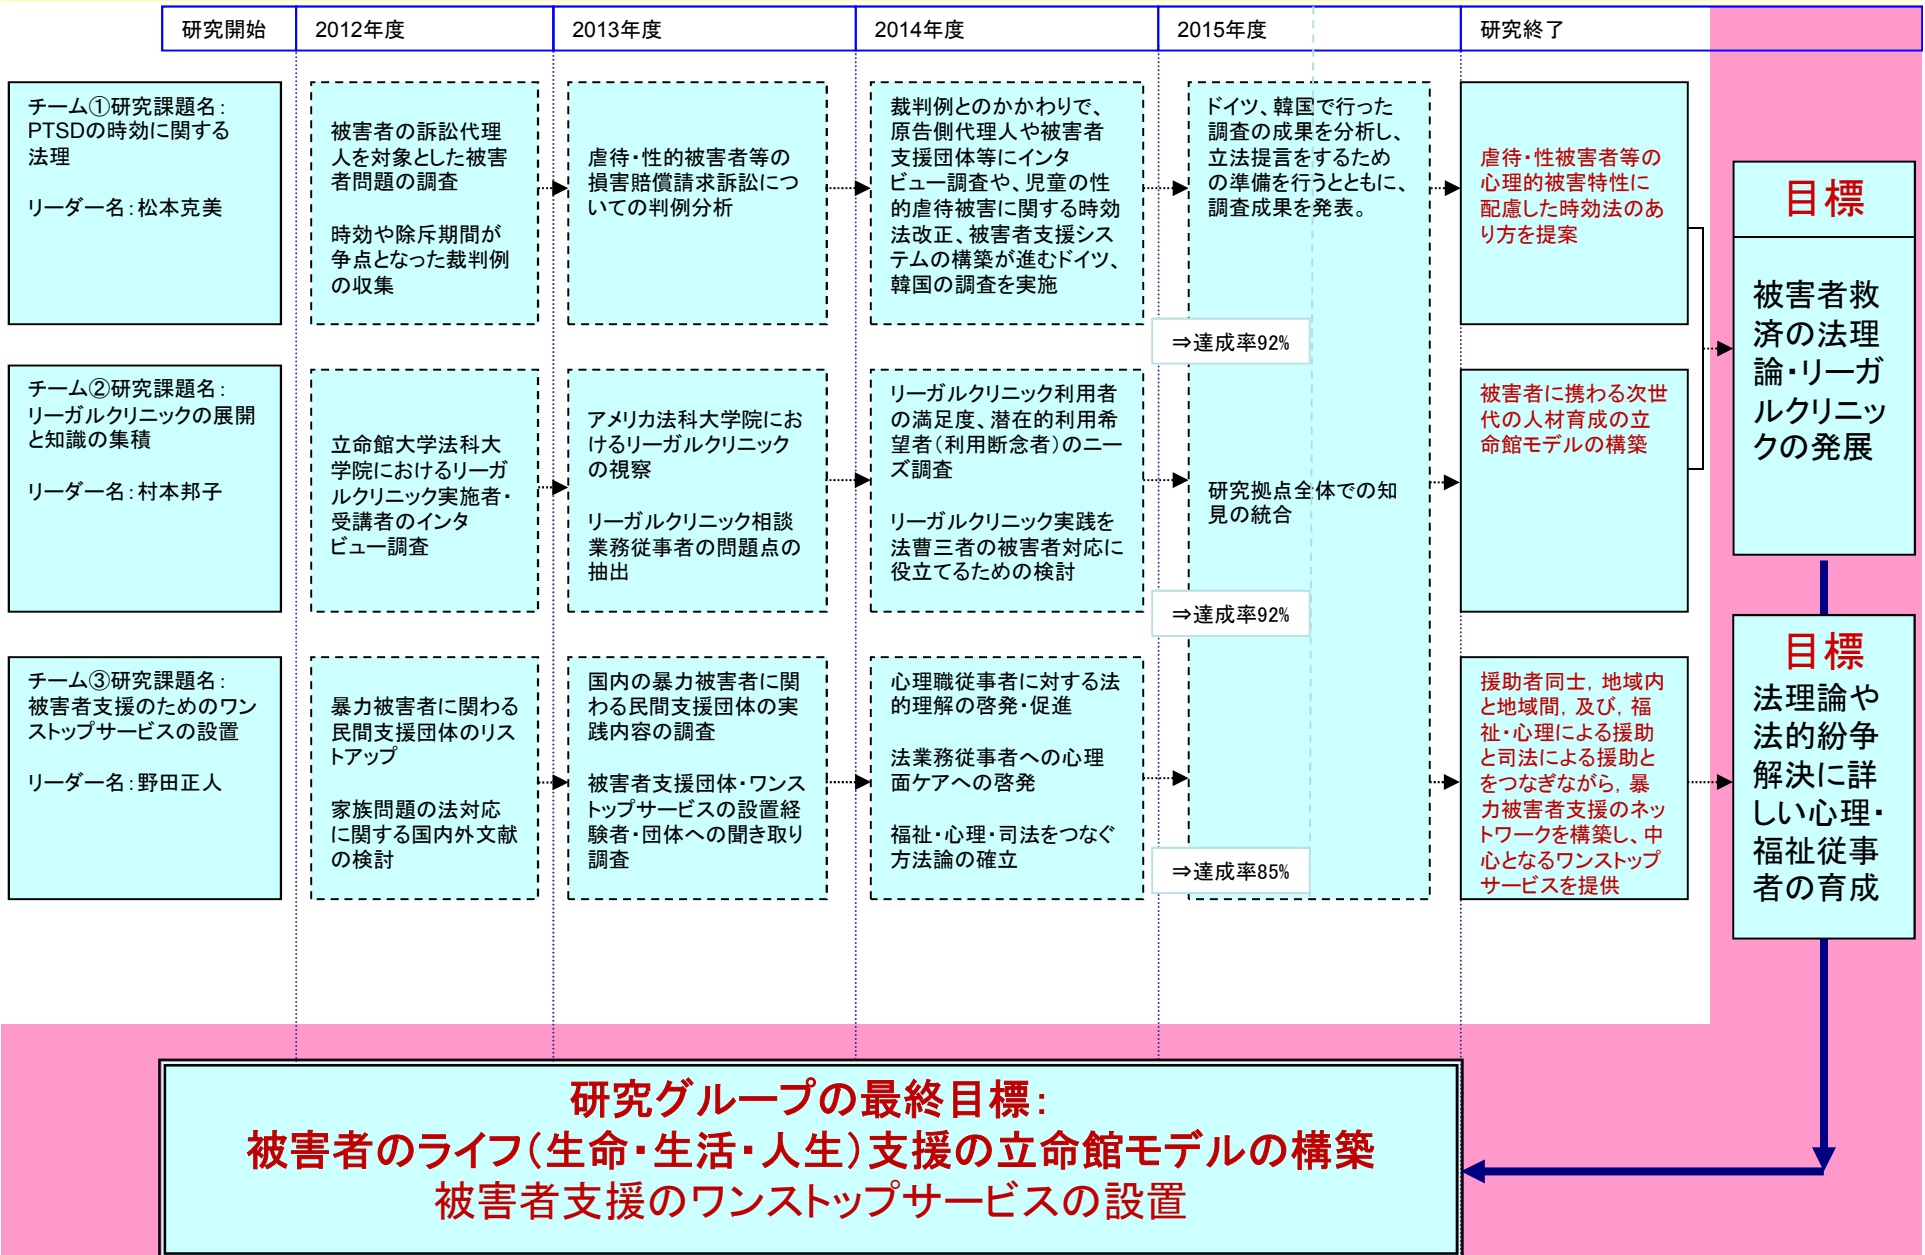 研究開始
2012年度
2013年度
2014年度
2015年度
研究終了
チーム①研究課題名：
PTSDの時効に関する
法理
リーダー名：松本克美
被害者の訴訟代理
人を対象とした被害
者問題の調査
時効や除斥期間が
争点となった裁判例
の収集
虐待・性的被害者等の
損害賠償請求訴訟につ
いての判例分析
裁判例とのかかわりで、
原告側代理人や被害者
支援団体等にインタ
ビュー調査や、児童の性
的虐待被害に関する時効
法改正、被害者支援シス
テムの構築が進むドイツ、
韓国の調査を実施
ドイツ、韓国で行った
調査の成果を分析し、
立法提言をするため
の準備を行うとともに、
調査成果を発表。
虐待・性被害者等の
心理的被害特性に
配慮した時効法のあ
り方を提案
⇒達成率92%
チーム②研究課題名：
リーガルクリニックの展開
と知識の集積
リーダー名：村本邦子
立命館大学法科大
学院におけるリーガ
ルクリニック実施者・
受講者のインタ
ビュー調査
アメリカ法科大学院にお
けるリーガルクリニック
の視察
リーガルクリニック相談
業務従事者の問題点の
抽出
リーガルクリニック利用者
の満足度、潜在的利用希
望者（利用断念者）のニー
ズ調査
リーガルクリニック実践を
法曹三者の被害者対応に
役立てるための検討
研究拠点全体での知
見の統合
被害者に携わる次世
代の人材育成の立
命館モデルの構築
⇒達成率92%
目標
被害者救
済の法理
論・リーガ
ルクリニッ
クの発展
チーム③研究課題名：
被害者支援のためのワン
ストップサービスの設置
リーダー名：野田正人
暴力被害者に関わる
民間支援団体のリス
トアップ
家族問題の法対応
に関する国内外文献
の検討
国内の暴力被害者に関
わる民間支援団体の実
践内容の調査
被害者支援団体・ワンス
トップサービスの設置経
験者・団体への聞き取り
調査
心理職従事者に対する法
的理解の啓発・促進
法業務従事者への心理
面ケアへの啓発
福祉・心理・司法をつなぐ
方法論の確立
⇒達成率85%
援助者同士，地域内
と地域間，及び，福
祉・心理による援助
と司法による援助と
をつなぎながら，暴
力被害者支援のネッ
トワークを構築し、中
心となるワンストップ
サービスを提供
目標
法理論や
法的紛争
解決に詳
しい心理・
福祉従事
者の育成
研究グループの最終目標：
被害者のライフ（生命・生活・人生）支援の立命館モデルの構築
被害者支援のワンストップサービスの設置